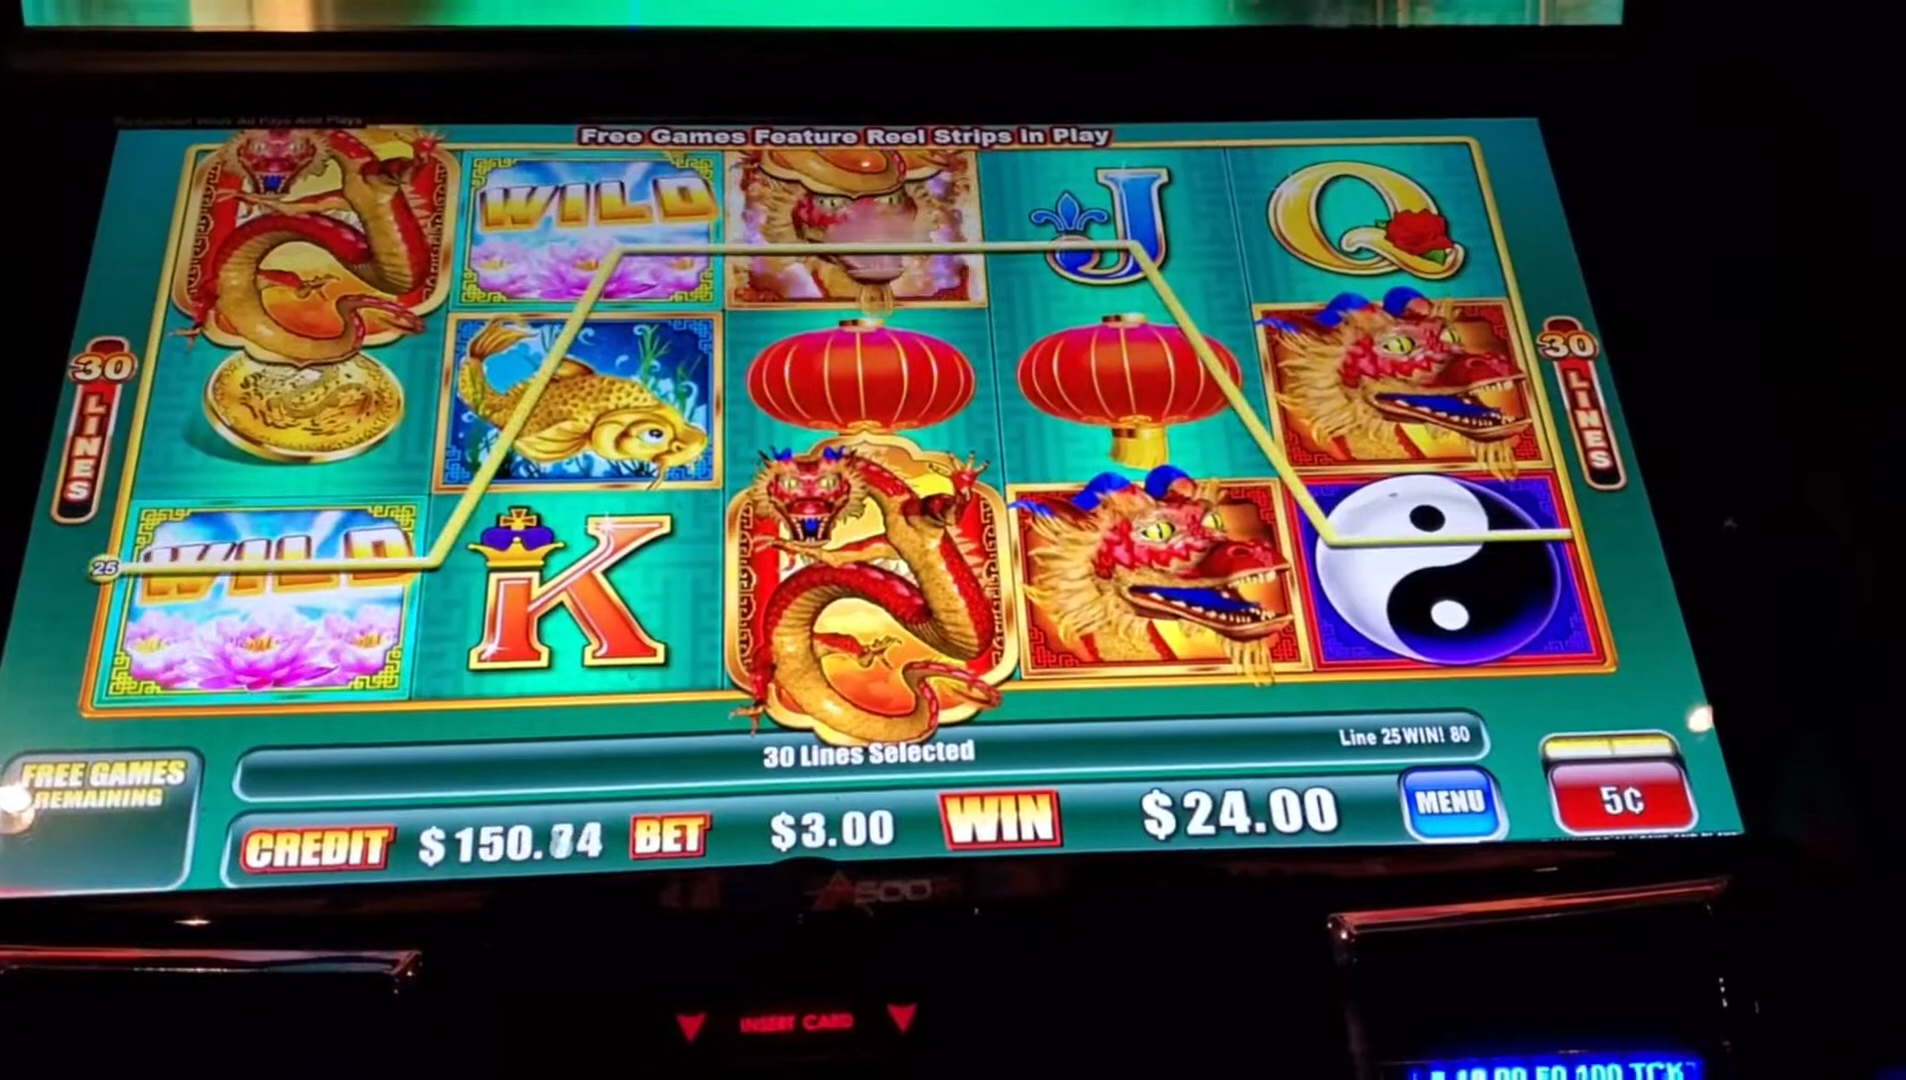 Free Games Feature Reel Strips In Play
WILD
J
Q
30
LINES
30
LINES
25
WILD
K
30 Lines Selected
Line 25 WIN! 80
FREE GAMES
REMAINING
CREDIT
BET
$3.00
WIN
$24.00
MENU
5¢
INSERT CARD